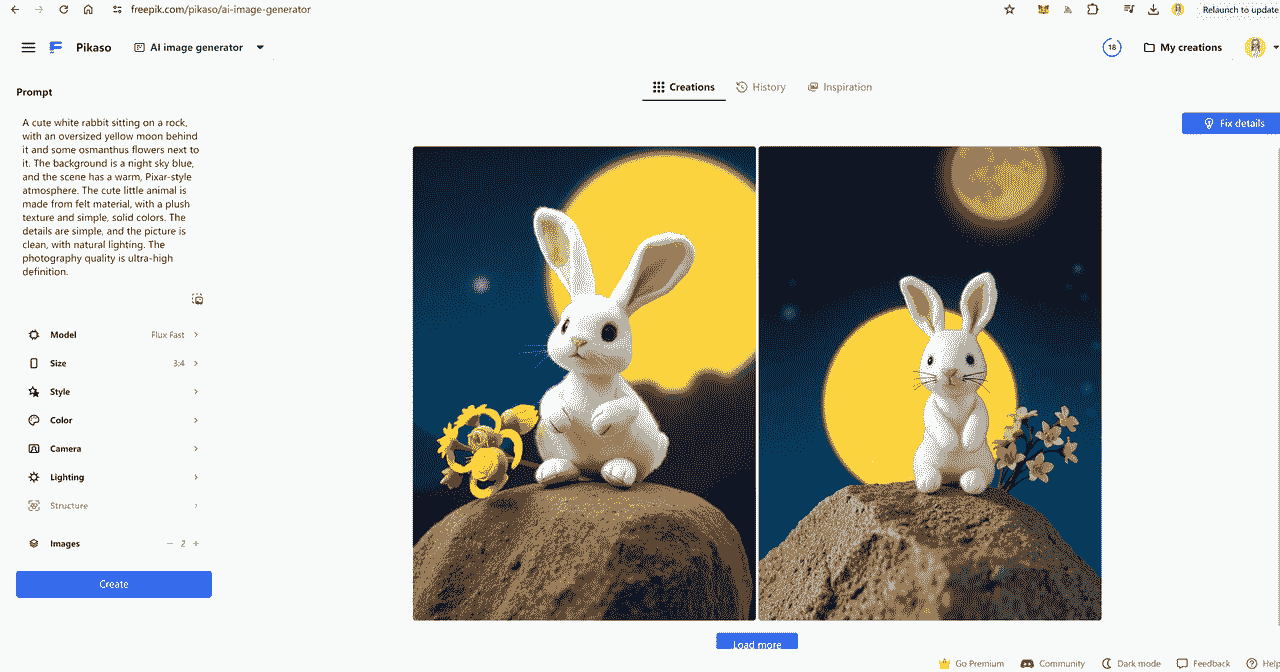 freepik.com/pikaso/ai-image-generator
Relaunch to update
Pikaso
AI image generator
18
My creations
Prompt
Creations
History
Inspiration
A cute white rabbit sitting on a rock,
with an oversized yellow moon behind
it and some osmanthus flowers next to
it. The background is a night sky blue,
and the scene has a warm, Pixar-style
atmosphere. The cute little animal is
made from felt material, with a plush
texture and simple, solid colors. The
details are simple, and the picture is
clean, with natural lighting. The
photography quality is ultra-high
definition.
Fix details
Model Flux Fast
Size 3:4
Style
Color
Camera
Lighting
Structure
Images 2
Create
Load more
Go Premium
Community
Dark mode
Feedback
Help